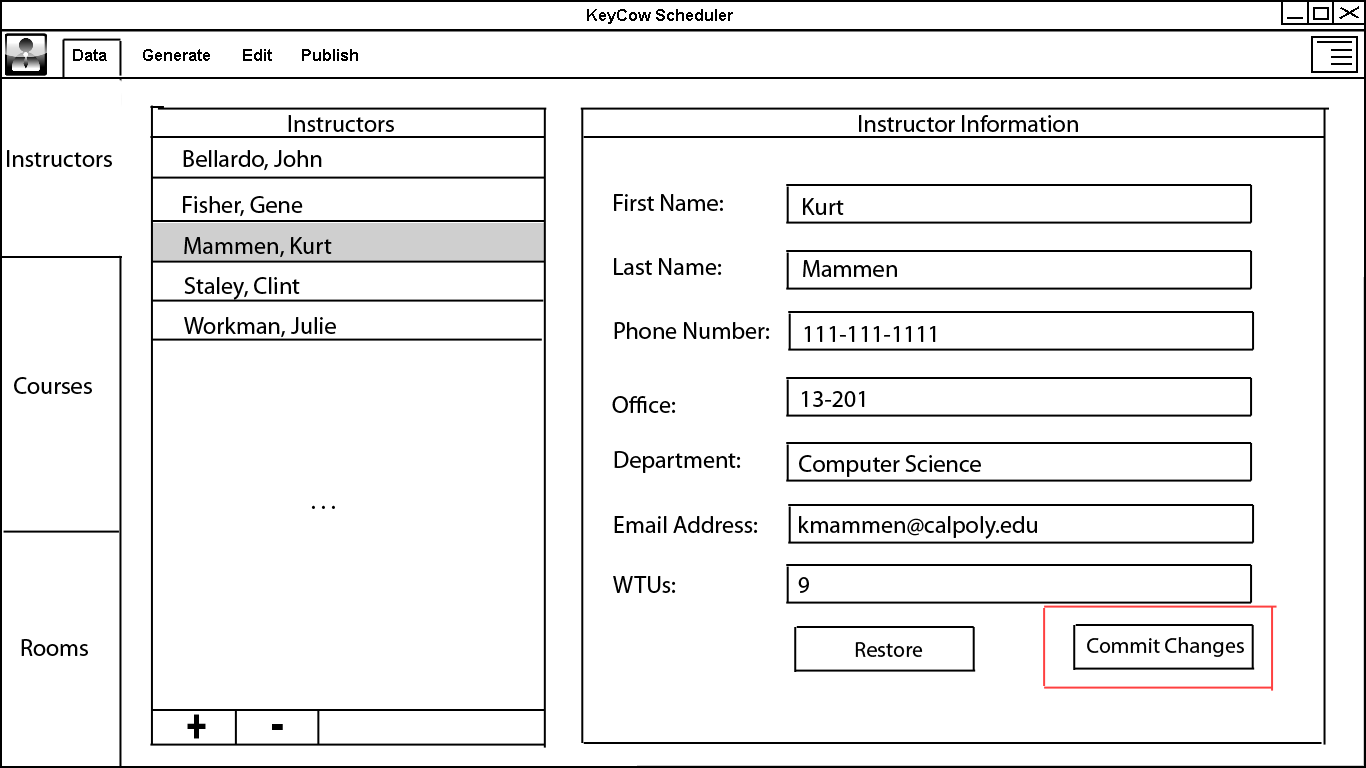 KeyCow Scheduler
Data Generate Edit Publish
Instructors
Courses
Rooms
Instructors
Bellardo, John
Fisher, Gene
Mammen, Kurt
Staley, Clint
Workman, Julie
...
+ -
Instructor Information
First Name: Kurt
Last Name: Mammen
Phone Number: 111-111-1111
Office: 13-201
Department: Computer Science
Email Address: kmammen@calpoly.edu
WTUs: 9
Restore Commit Changes